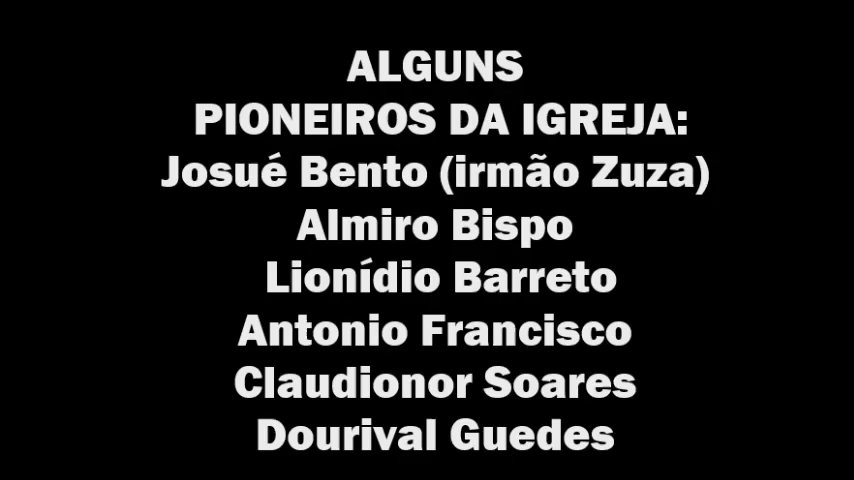 ALGUNS
PIONEIROS DA IGREJA:
Josué Bento (irmão Zuza)
Almiro Bispo
Lionídio Barreto
Antonio Francisco
Claudionor Soares
Dourival Guedes